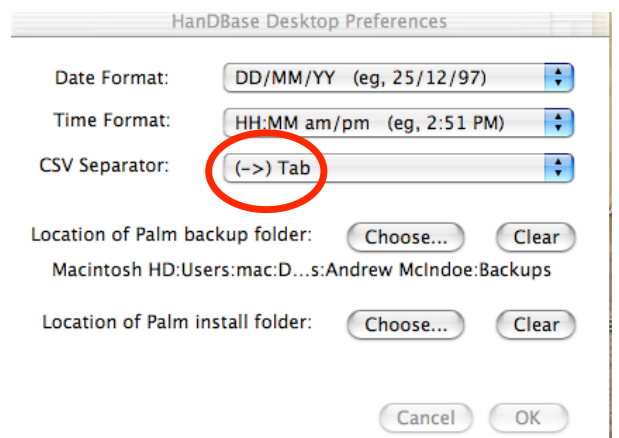 HanDBase Desktop Preferences
Date Format: DD/MM/YY (eg, 25/12/97)
Time Format: HH:MM am/pm (eg, 2:51 PM)
CSV Separator: (->) Tab
Location of Palm backup folder: Choose... Clear
Macintosh HD:Users:mac:D...s:Andrew McIndoe:Backups
Location of Palm install folder: Choose... Clear
Cancel OK